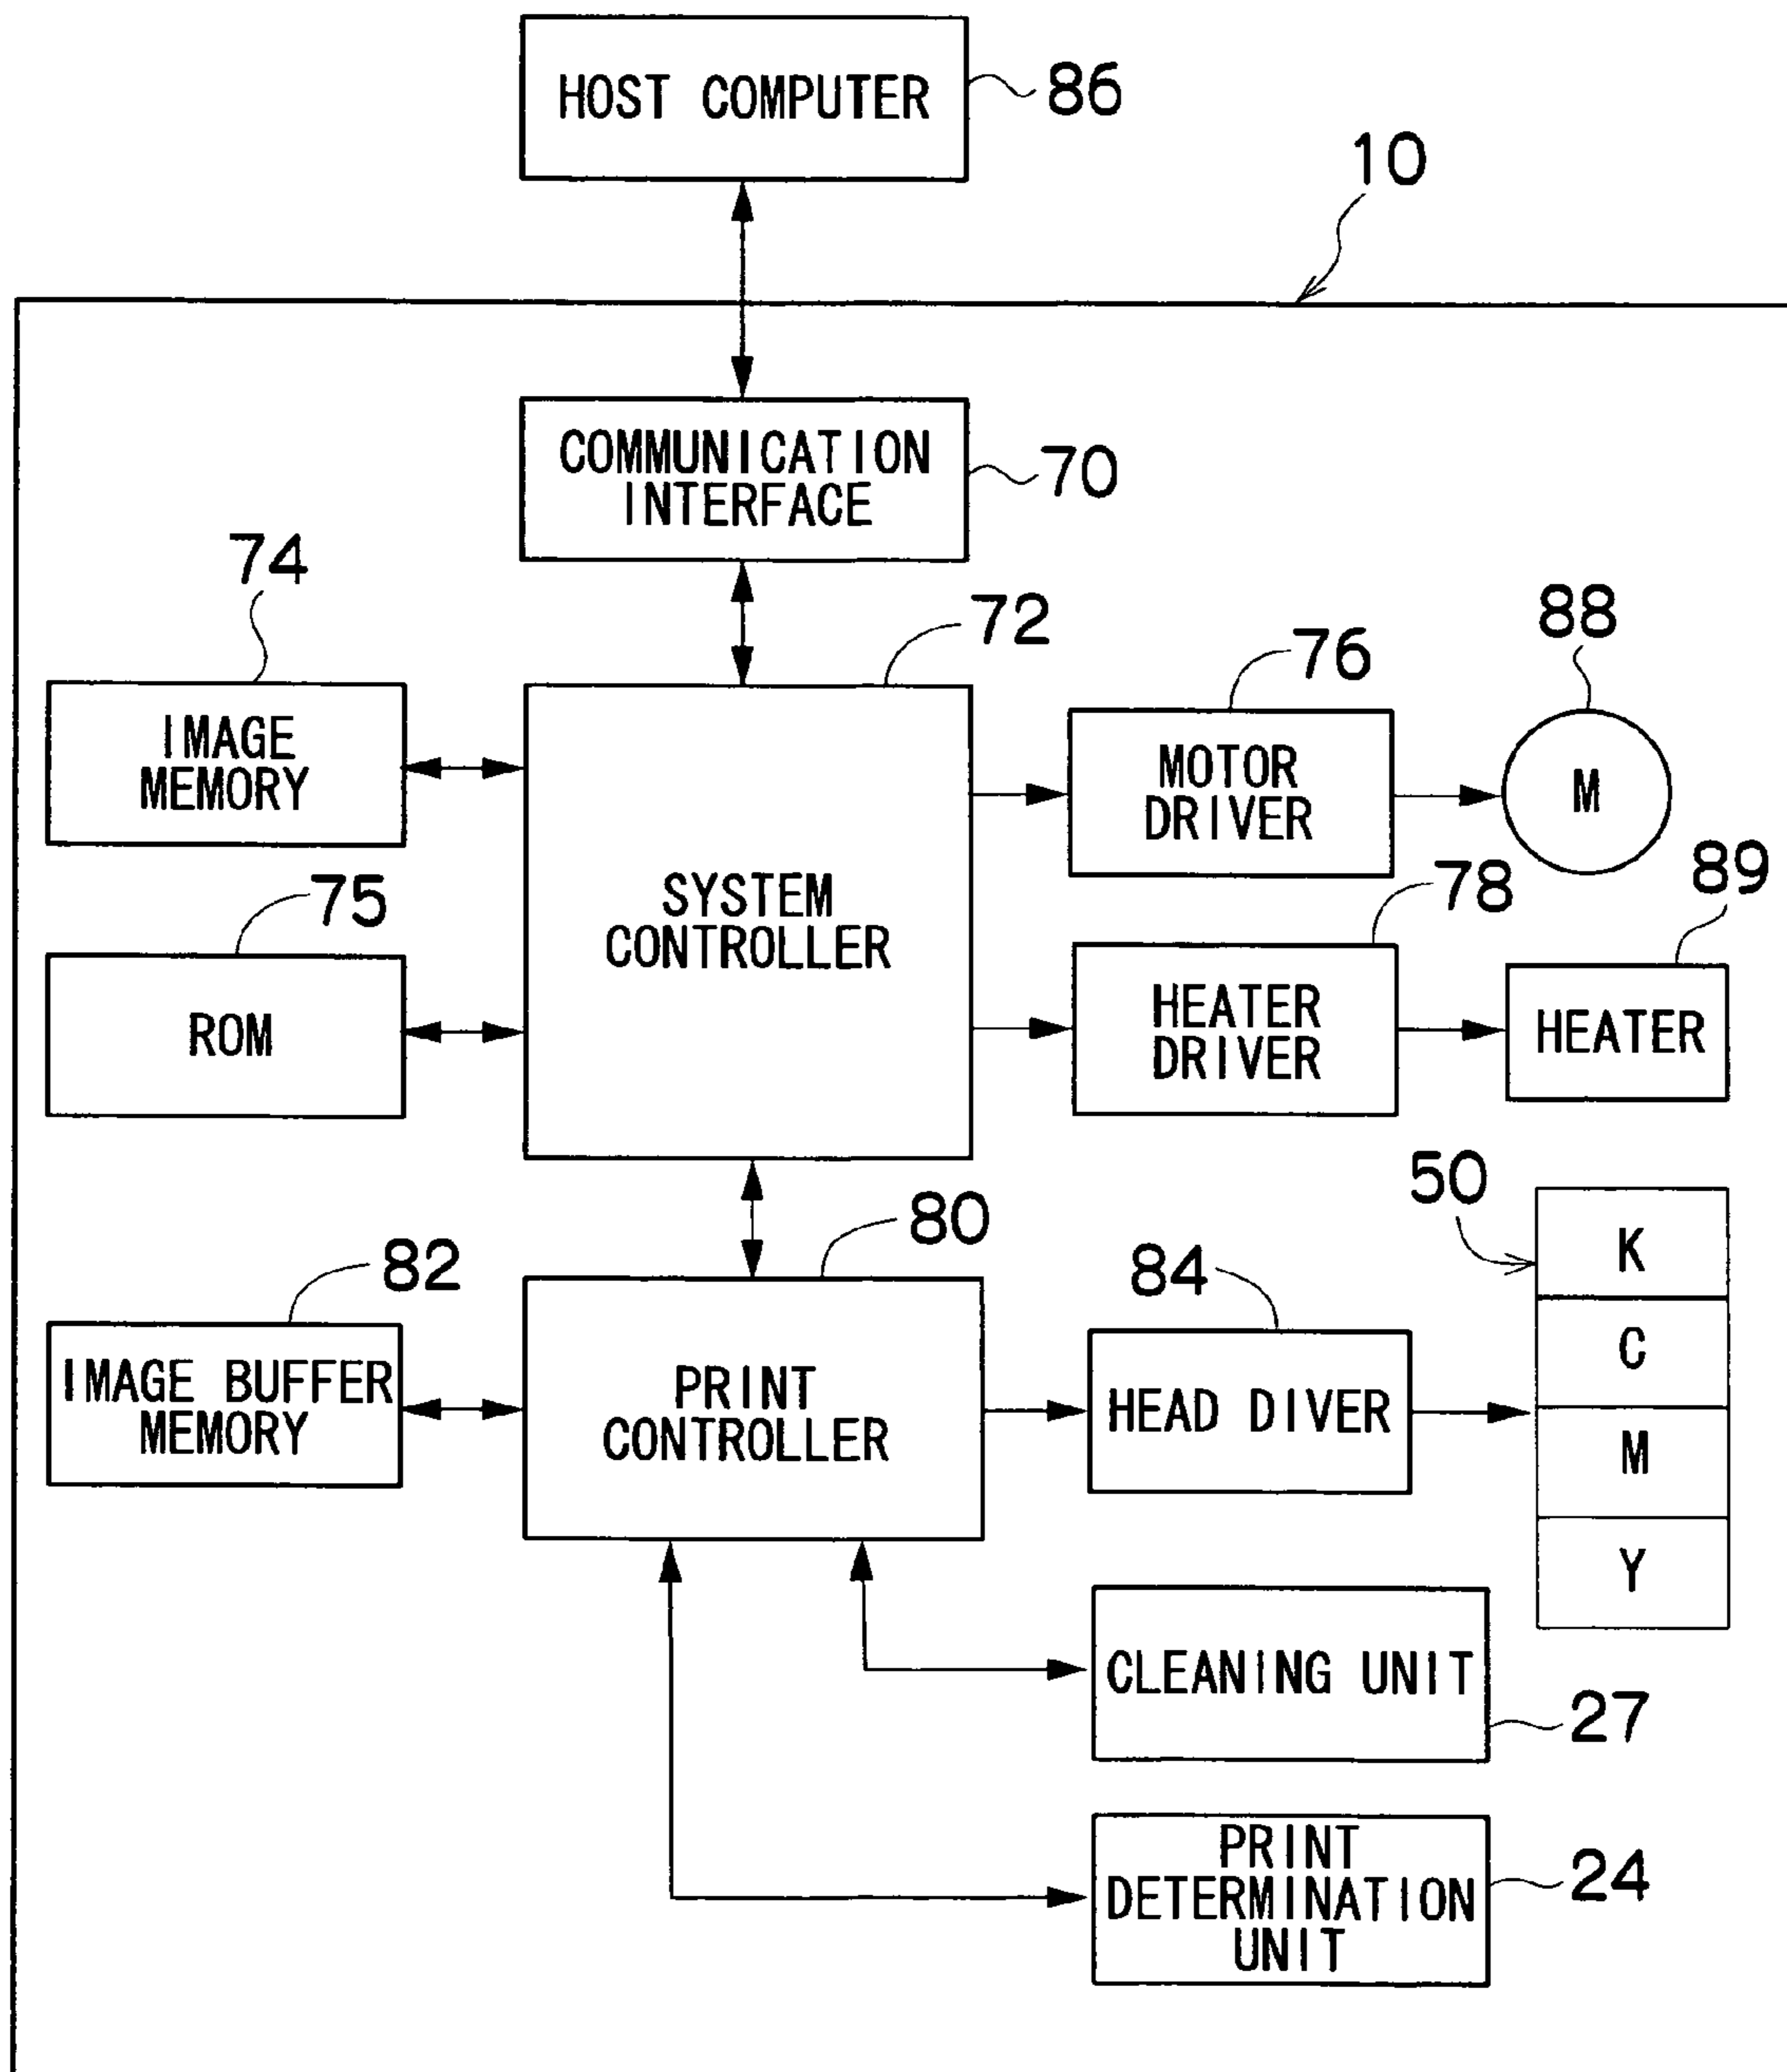 HOST COMPUTER
86
10
COMMUNICATION
INTERFACE
70
74
72
76
88
IMAGE
MEMORY
MOTOR
DRIVER
M
75
SYSTEM
CONTROLLER
78
89
ROM
HEATER
DRIVER
HEATER
50
K
82
80
84
C
IMAGE BUFFER
MEMORY
PRINT
CONTROLLER
HEAD DIVER
M
Y
CLEANING UNIT
27
PRINT
DETERMINATION
UNIT
24